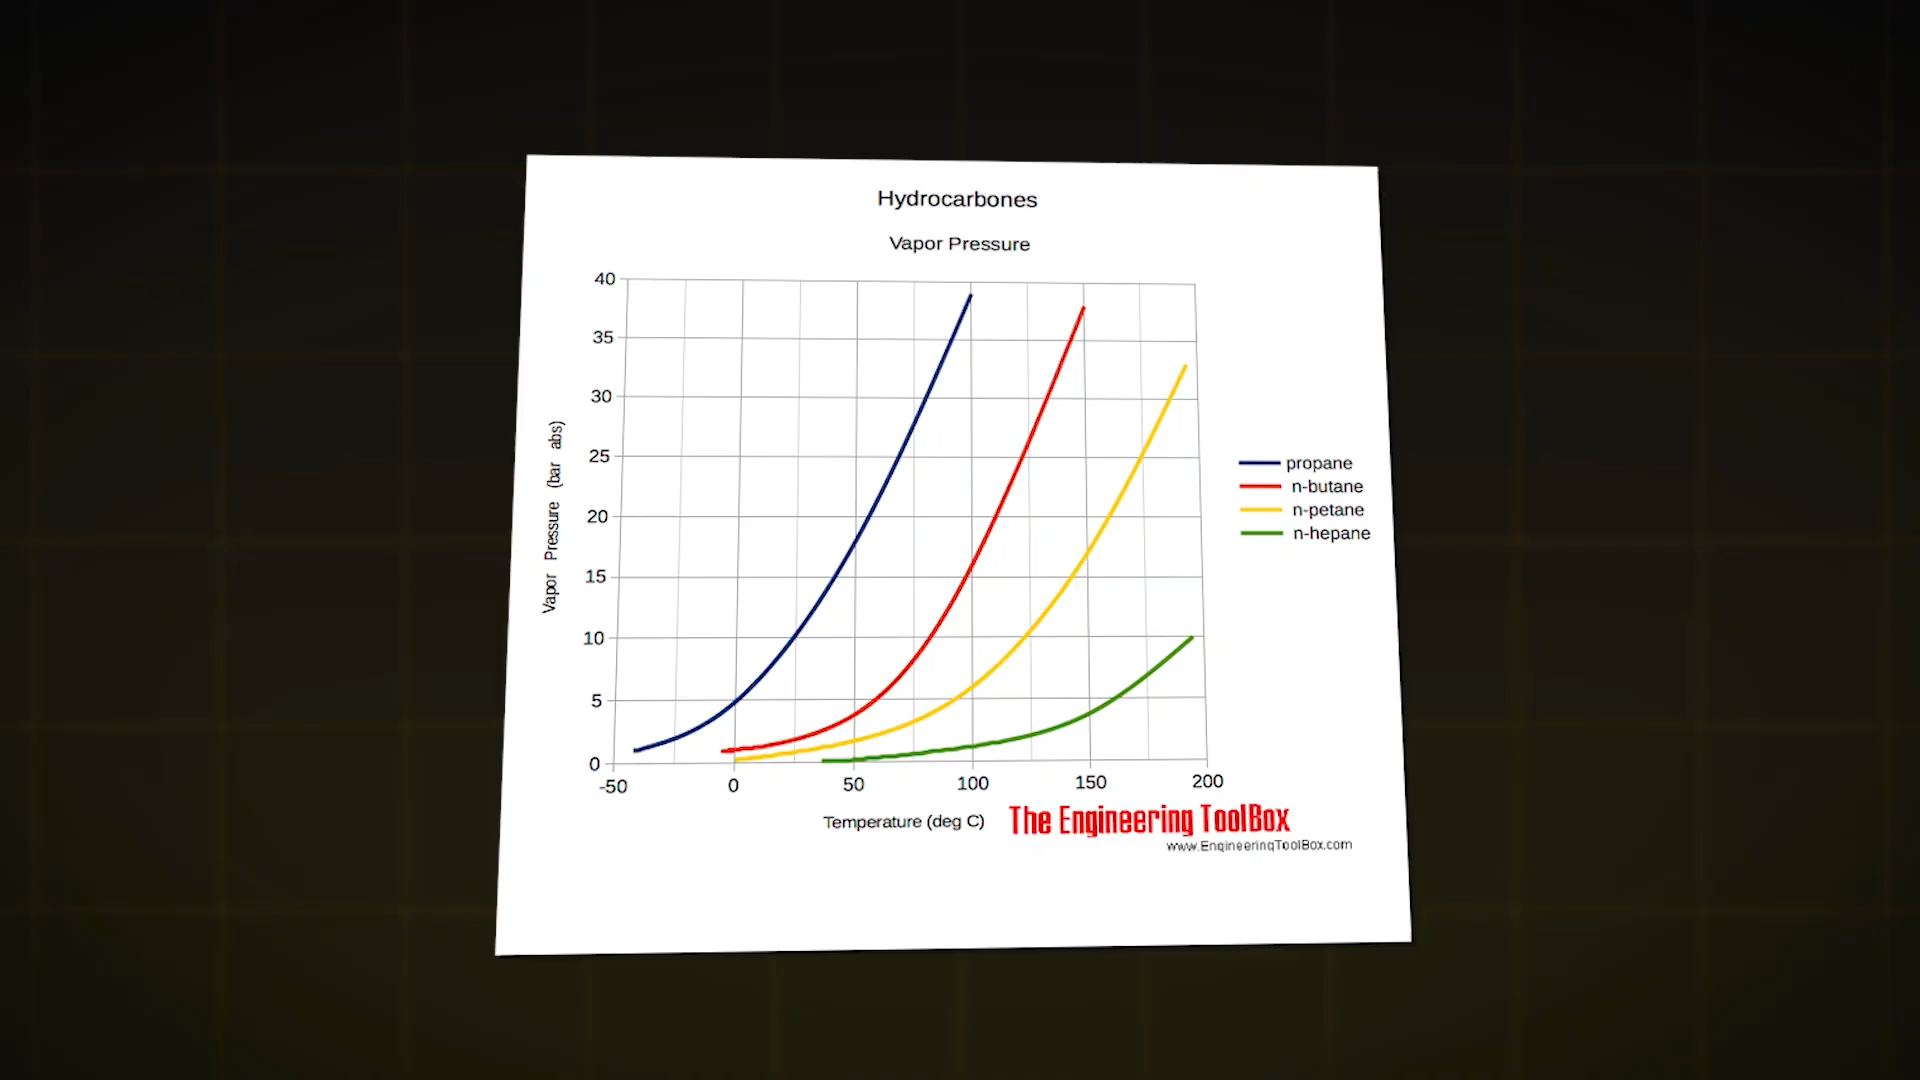 Hydrocarbones
Vapor Pressure
40
35
30
25
20
15
10
5
0
Vapor Pressure (bar abs)
-50 0 50 100 150 200
Temperature (deg C)
propane
n-butane
n-petane
n-hepane
The Engineering ToolBox
www.EngineeringToolBox.com